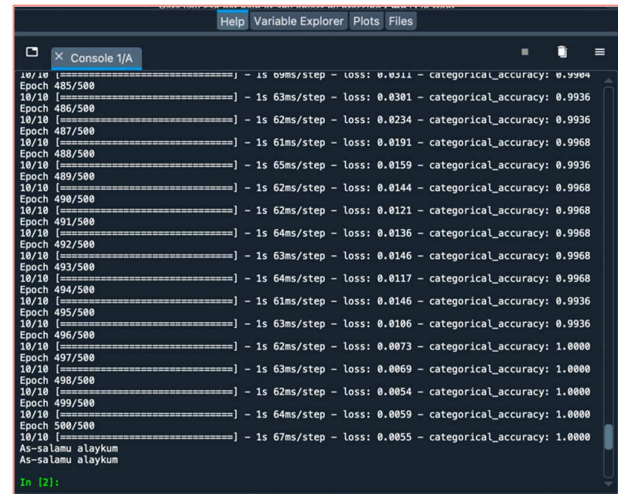 Help Variable Explorer Plots Files
Console 1/A
10/10 [==============================] - 1s 69ms/step - loss: 0.0311 - categorical_accuracy: 0.9904
Epoch 485/500
10/10 [==============================] - 1s 63ms/step - loss: 0.0301 - categorical_accuracy: 0.9936
Epoch 486/500
10/10 [==============================] - 1s 62ms/step - loss: 0.0234 - categorical_accuracy: 0.9936
Epoch 487/500
10/10 [==============================] - 1s 61ms/step - loss: 0.0191 - categorical_accuracy: 0.9968
Epoch 488/500
10/10 [==============================] - 1s 65ms/step - loss: 0.0159 - categorical_accuracy: 0.9936
Epoch 489/500
10/10 [==============================] - 1s 62ms/step - loss: 0.0144 - categorical_accuracy: 0.9968
Epoch 490/500
10/10 [==============================] - 1s 62ms/step - loss: 0.0121 - categorical_accuracy: 0.9968
Epoch 491/500
10/10 [==============================] - 1s 64ms/step - loss: 0.0136 - categorical_accuracy: 0.9968
Epoch 492/500
10/10 [==============================] - 1s 63ms/step - loss: 0.0146 - categorical_accuracy: 0.9968
Epoch 493/500
10/10 [==============================] - 1s 64ms/step - loss: 0.0117 - categorical_accuracy: 0.9968
Epoch 494/500
10/10 [==============================] - 1s 61ms/step - loss: 0.0146 - categorical_accuracy: 0.9936
Epoch 495/500
10/10 [==============================] - 1s 63ms/step - loss: 0.0106 - categorical_accuracy: 0.9936
Epoch 496/500
10/10 [==============================] - 1s 62ms/step - loss: 0.0073 - categorical_accuracy: 1.0000
Epoch 497/500
10/10 [==============================] - 1s 63ms/step - loss: 0.0069 - categorical_accuracy: 1.0000
Epoch 498/500
10/10 [==============================] - 1s 62ms/step - loss: 0.0054 - categorical_accuracy: 1.0000
Epoch 499/500
10/10 [==============================] - 1s 64ms/step - loss: 0.0059 - categorical_accuracy: 1.0000
Epoch 500/500
10/10 [==============================] - 1s 67ms/step - loss: 0.0055 - categorical_accuracy: 1.0000
As-salamu alaykum
As-salamu alaykum
In [2]: